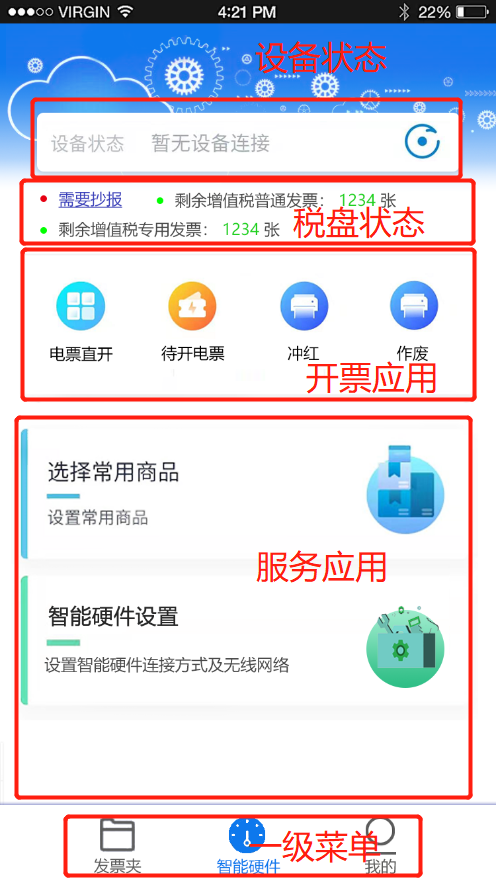 VIRGIN 4:21 PM 22%
设备状态
设备状态 暂无设备连接
需要抄报 剩余增值税普通发票： 1234 张
税盘状态
剩余增值税专用发票： 1234 张
电票直开 待开电票 冲红 作废
开票应用
选择常用商品
设置常用商品
服务应用
智能硬件设置
设置智能硬件连接方式及无线网络
一级菜单
发票夹 智能硬件 我的